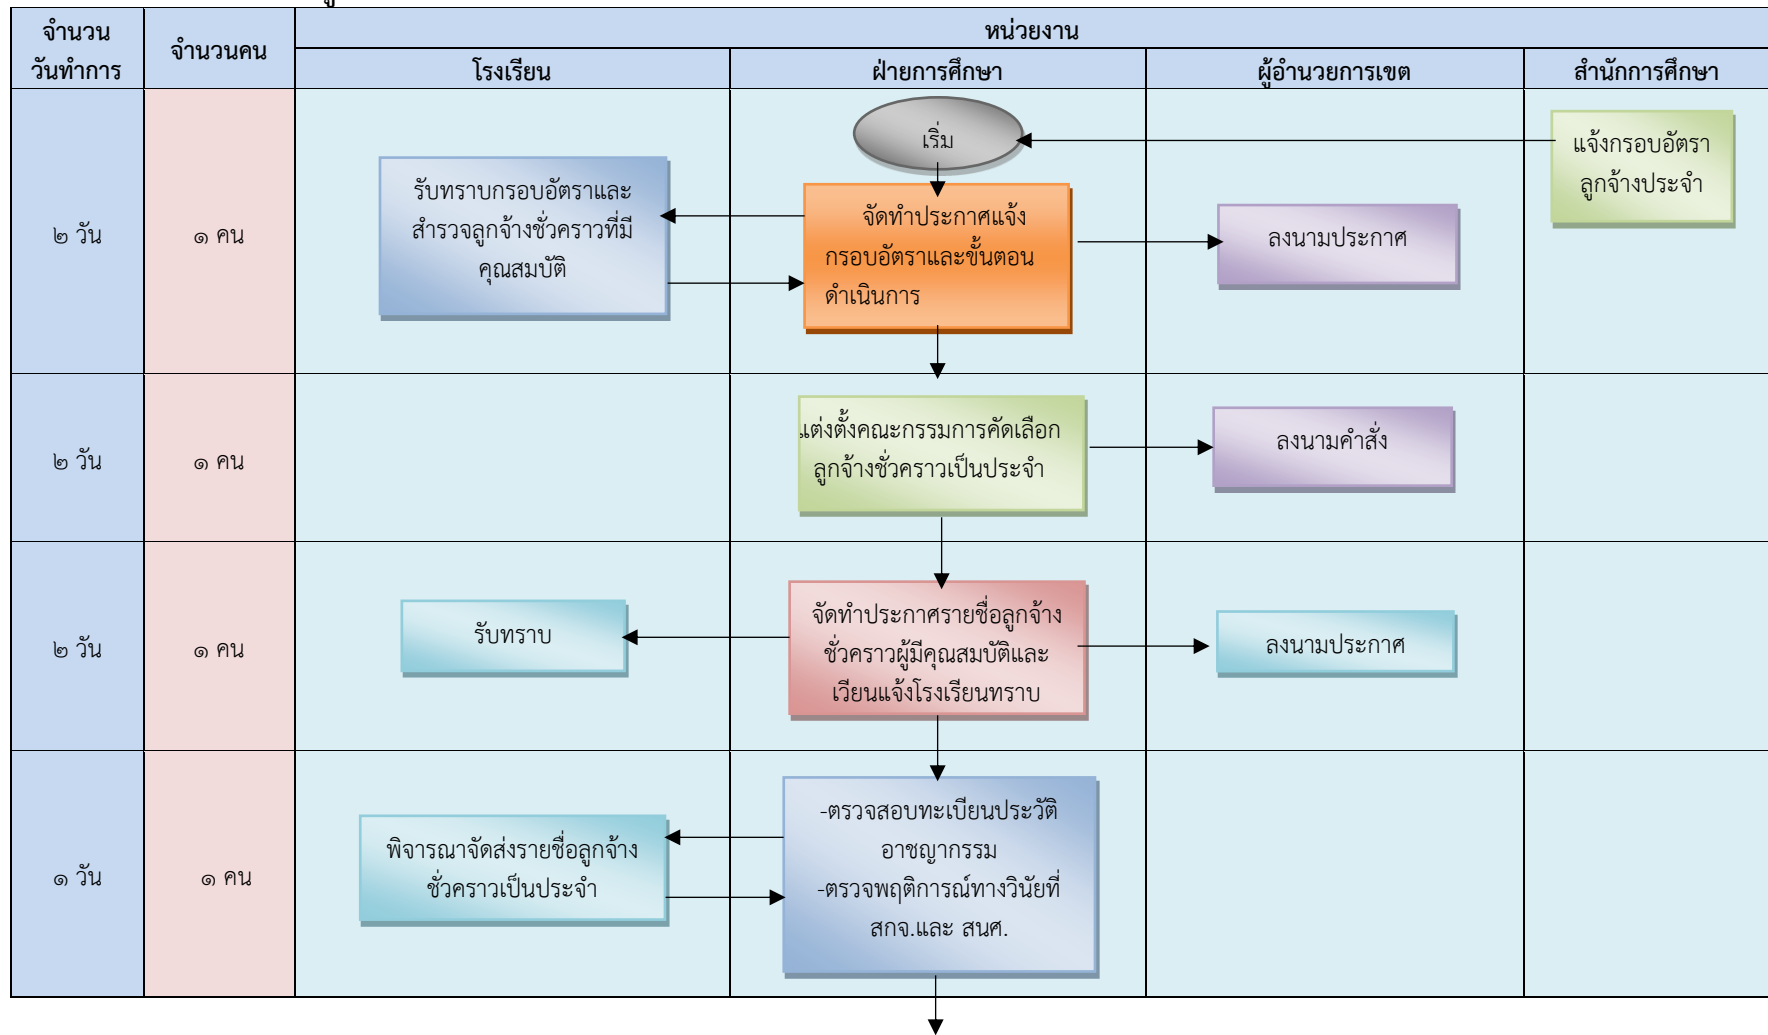 จำนวน
วันทำการ
จำนวนคน
หน่วยงาน
โรงเรียน
ฝ่ายการศึกษา
ผู้อำนวยการเขต
สำนักการศึกษา
๒ วัน
๑ คน
รับทราบกรอบอัตราและ
สำรวจลูกจ้างชั่วคราวที่มี
คุณสมบัติ
เริ่ม
จัดทำประกาศแจ้ง
กรอบอัตราและขั้นตอน
ดำเนินการ
ลงนามประกาศ
แจ้งกรอบอัตรา
ลูกจ้างประจำ
๒ วัน
๑ คน
แต่งตั้งคณะกรรมการคัดเลือก
ลูกจ้างชั่วคราวเป็นประจำ
ลงนามคำสั่ง
๒ วัน
๑ คน
รับทราบ
จัดทำประกาศรายชื่อลูกจ้าง
ชั่วคราวผู้มีคุณสมบัติและ
เวียนแจ้งโรงเรียนทราบ
ลงนามประกาศ
๑ วัน
๑ คน
พิจารณาจัดส่งรายชื่อลูกจ้าง
ชั่วคราวเป็นประจำ
-ตรวจสอบทะเบียนประวัติ
อาชญากรรม
-ตรวจพฤติการณ์ทางวินัยที่
สกจ.และ สนศ.